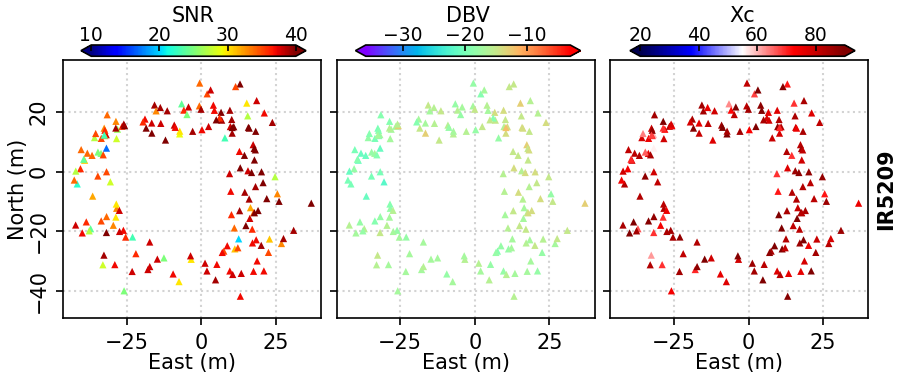 SNR DBV Xc
10 20 30 40 −30 −20 −10 20 40 60 80
20
0
−20
−40
North (m)
−25 0 25 −25 0 25 −25 0 25
East (m) East (m) East (m)
IR5209